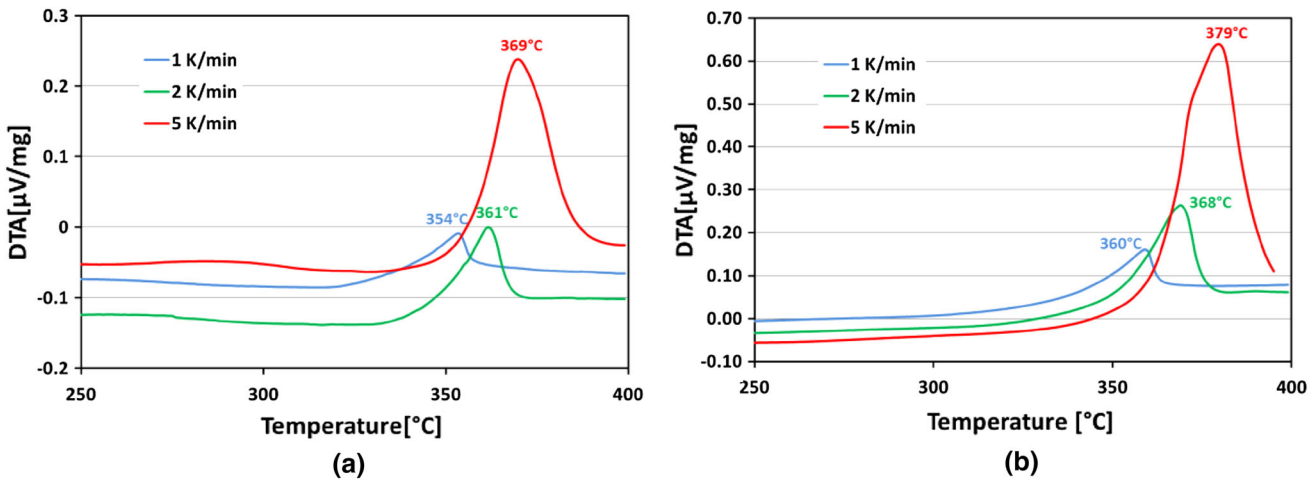 0.3
0.2
0.1
0
-0.1
-0.2
DTA[µV/mg]
1 K/min
2 K/min
5 K/min
369°C
354°C
361°C
250
300
350
400
Temperature[°C]
(a)
0.70
0.60
0.50
0.40
0.30
0.20
0.10
0.00
-0.10
DTA[µV/mg]
1 K/min
2 K/min
5 K/min
379°C
368°C
360°C
250
300
350
400
Temperature [°C]
(b)